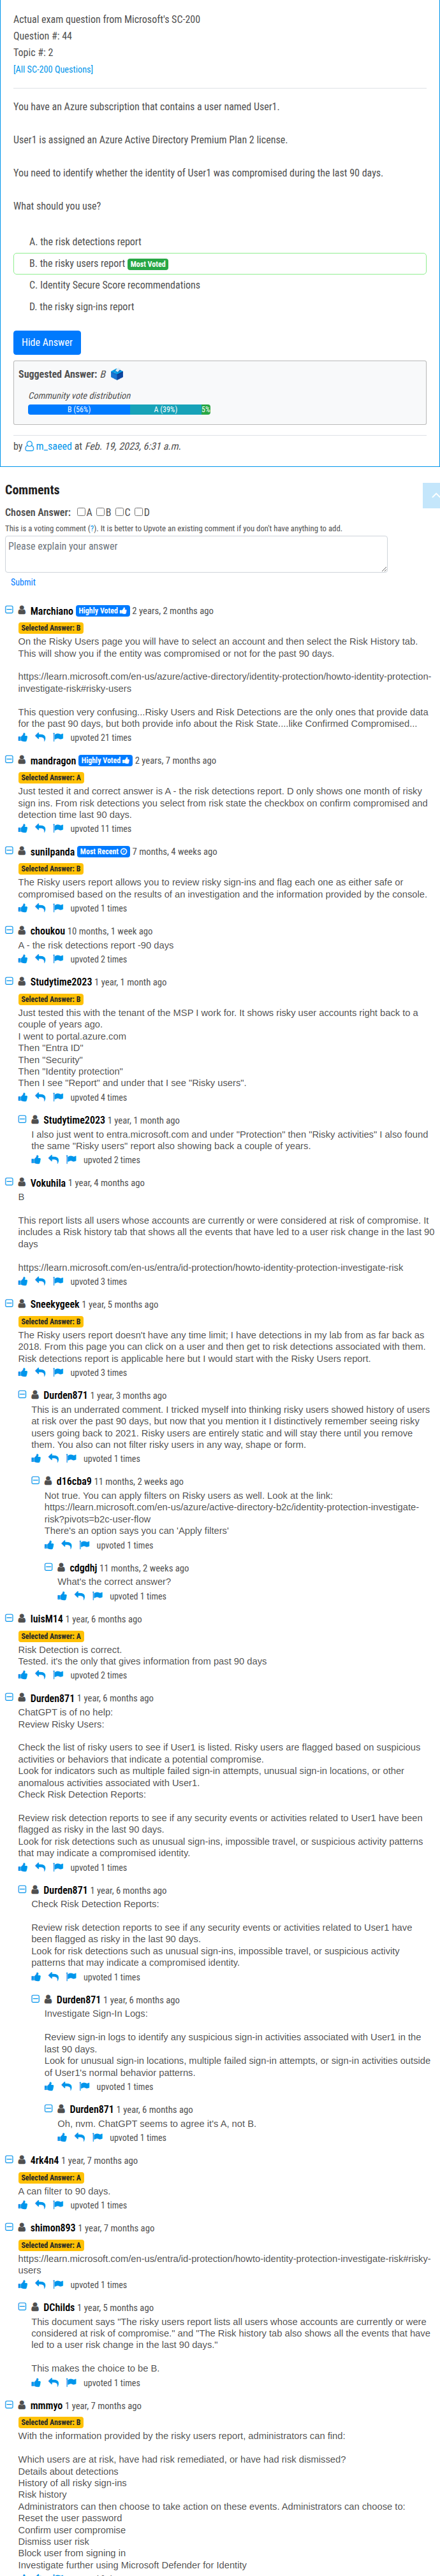 Actual exam question from Microsoft's SC-200
Question #: 44
Topic #: 2
[All SC-200 Questions]
You have an Azure subscription that contains a user named User1.
User1 is assigned an Azure Active Directory Premium Plan 2 license.
You need to identify whether the identity of User1 was compromised during the last 90 days.
What should you use?
A. the risk detections report
B. the risky users report Most Voted
C. Identity Secure Score recommendations
D. the risky sign-ins report
Hide Answer
Suggested Answer: B
Community vote distribution
B (56%) A (39%) 5%
by m_saeed at Feb. 19, 2023, 6:31 a.m.
Comments
Chosen Answer: A B C D
This is a voting comment (?). It is better to Upvote an existing comment if you don't have anything to add.
Please explain your answer
Submit
Marchiano Highly Voted 2 years, 2 months ago
Selected Answer: B
On the Risky Users page you will have to select an account and then select the Risk History tab.
This will show you if the entity was compromised or not for the past 90 days.
https://learn.microsoft.com/en-us/azure/active-directory/identity-protection/howto-identity-protection-
investigate-risk#risky-users
This question very confusing...Risky Users and Risk Detections are the only ones that provide data
for the past 90 days, but both provide info about the Risk State....like Confirmed Compromised...
upvoted 21 times
mandragon Highly Voted 2 years, 7 months ago
Selected Answer: A
Just tested it and correct answer is A - the risk detections report. D only shows one month of risky
sign ins. From risk detections you select from risk state the checkbox on confirm compromised and
detection time last 90 days.
upvoted 11 times
sunilpanda Most Recent 7 months, 4 weeks ago
Selected Answer: B
The Risky users report allows you to review risky sign-ins and flag each one as either safe or
compromised based on the results of an investigation and the information provided by the console.
upvoted 1 times
choukou 10 months, 1 week ago
A - the risk detections report -90 days
upvoted 2 times
Studytime2023 1 year, 1 month ago
Selected Answer: B
Just tested this with the tenant of the MSP I work for. It shows risky user accounts right back to a
couple of years ago.
I went to portal.azure.com
Then "Entra ID"
Then "Security"
Then "Identity protection"
Then I see "Report" and under that I see "Risky users".
upvoted 4 times
Studytime2023 1 year, 1 month ago
I also just went to entra.microsoft.com and under "Protection" then "Risky activities" I also found
the same "Risky users" report also showing back a couple of years.
upvoted 2 times
Vokuhila 1 year, 4 months ago
B
This report lists all users whose accounts are currently or were considered at risk of compromise. It
includes a Risk history tab that shows all the events that have led to a user risk change in the last 90
days
https://learn.microsoft.com/en-us/entra/id-protection/howto-identity-protection-investigate-risk
upvoted 3 times
Sneekygeek 1 year, 5 months ago
Selected Answer: B
The Risky users report doesn't have any time limit; I have detections in my lab from as far back as
2018. From this page you can click on a user and then get to risk detections associated with them.
Risk detections report is applicable here but I would start with the Risky Users report.
upvoted 3 times
Durden871 1 year, 3 months ago
This is an underrated comment. I tricked myself into thinking risky users showed history of users
at risk over the past 90 days, but now that you mention it I distinctively remember seeing risky
users going back to 2021. Risky users are entirely static and will stay there until you remove
them. You also can not filter risky users in any way, shape or form.
upvoted 1 times
d16cba9 11 months, 2 weeks ago
Not true. You can apply filters on Risky users as well. Look at the link:
https://learn.microsoft.com/en-us/azure/active-directory-b2c/identity-protection-investigate-
risk?pivots=b2c-user-flow
There's an option says you can 'Apply filters'
upvoted 1 times
cdgdhj 11 months, 2 weeks ago
What's the correct answer?
upvoted 1 times
luisM14 1 year, 6 months ago
Selected Answer: A
Risk Detection is correct.
Tested. it's the only that gives information from past 90 days
upvoted 2 times
Durden871 1 year, 6 months ago
ChatGPT is of no help:
Review Risky Users:
Check the list of risky users to see if User1 is listed. Risky users are flagged based on suspicious
activities or behaviors that indicate a potential compromise.
Look for indicators such as multiple failed sign-in attempts, unusual sign-in locations, or other
anomalous activities associated with User1.
Check Risk Detection Reports:
Review risk detection reports to see if any security events or activities related to User1 have been
flagged as risky in the last 90 days.
Look for risk detections such as unusual sign-ins, impossible travel, or suspicious activity patterns
that may indicate a compromised identity.
upvoted 1 times
Durden871 1 year, 6 months ago
Check Risk Detection Reports:
Review risk detection reports to see if any security events or activities related to User1 have
been flagged as risky in the last 90 days.
Look for risk detections such as unusual sign-ins, impossible travel, or suspicious activity
patterns that may indicate a compromised identity.
upvoted 1 times
Durden871 1 year, 6 months ago
Investigate Sign-In Logs:
Review sign-in logs to identify any suspicious sign-in activities associated with User1 in the
last 90 days.
Look for unusual sign-in locations, multiple failed sign-in attempts, or sign-in activities outside
of User1's normal behavior patterns.
upvoted 1 times
Durden871 1 year, 6 months ago
Oh, nvm. ChatGPT seems to agree it's A, not B.
upvoted 1 times
4rk4n4 1 year, 7 months ago
Selected Answer: A
A can filter to 90 days.
upvoted 1 times
shimon893 1 year, 7 months ago
Selected Answer: A
https://learn.microsoft.com/en-us/entra/id-protection/howto-identity-protection-investigate-risk#risky-
users
upvoted 1 times
DChilds 1 year, 5 months ago
This document says "The risky users report lists all users whose accounts are currently or were
considered at risk of compromise." and "The Risk history tab also shows all the events that have
led to a user risk change in the last 90 days."
This makes the choice to be B.
upvoted 1 times
mmmyo 1 year, 7 months ago
Selected Answer: B
With the information provided by the risky users report, administrators can find:
Which users are at risk, have had risk remediated, or have had risk dismissed?
Details about detections
History of all risky sign-ins
Risk history
Administrators can then choose to take action on these events. Administrators can choose to:
Reset the user password
Confirm user compromise
Dismiss user risk
Block user from signing in
Investigate further using Microsoft Defender for Identity